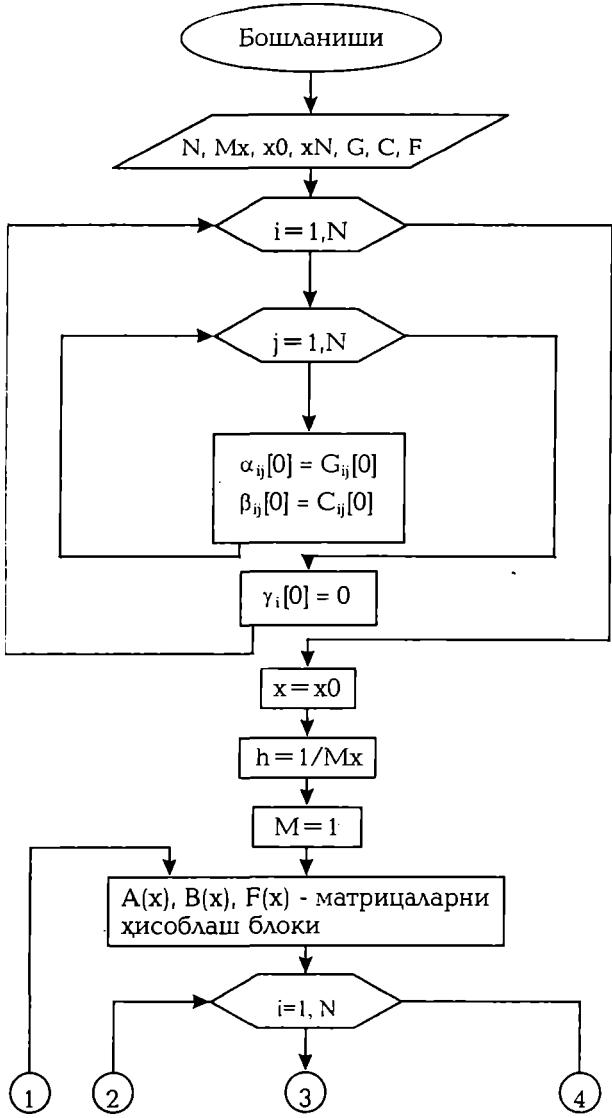 Бошланиши
N, Mx, x0, xN, G, C, F
i = 1,N
j = 1,N
αij[0] = Gij[0]
βij[0] = Cij[0]
γi[0] = 0
x = x0
h = 1/Mx
M = 1
A(x), B(x), F(x) - матрицаларни
ҳисоблаш блоки
i=1, N
1 2 3 4